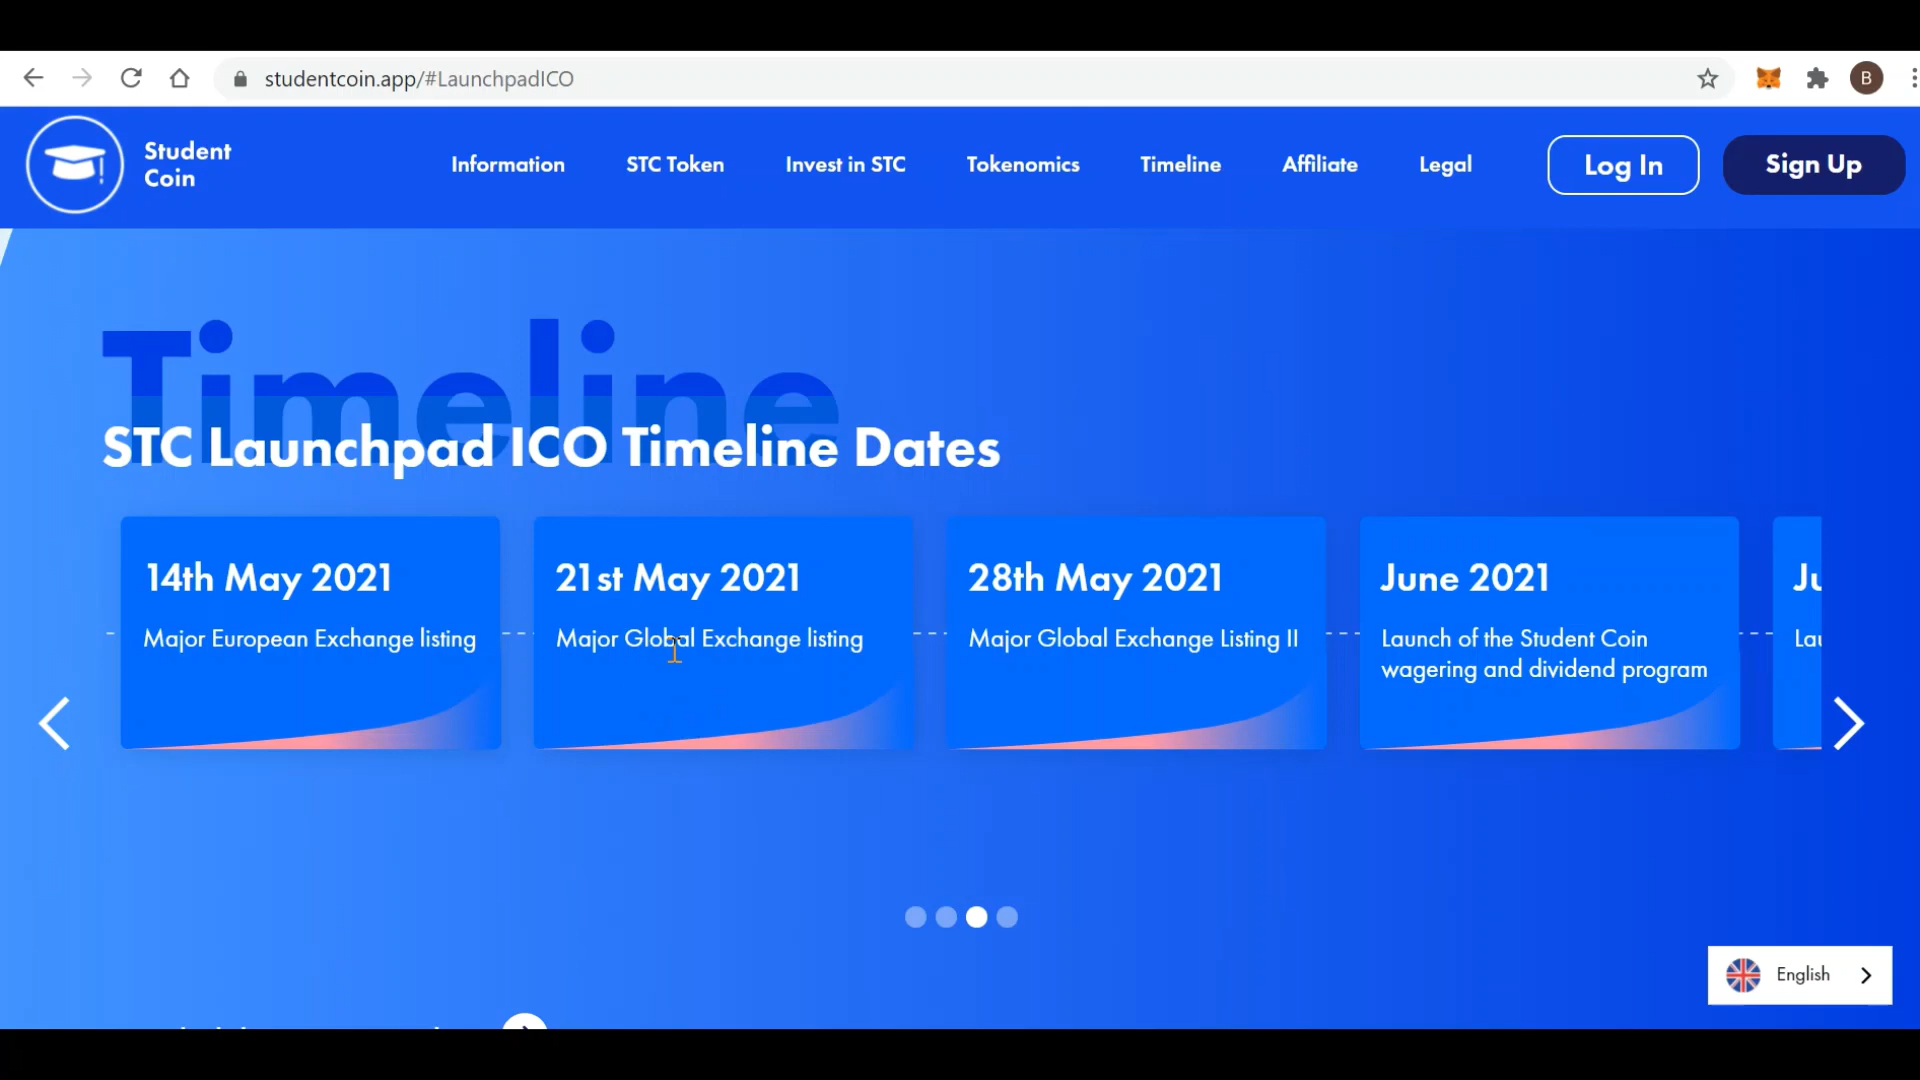 studentcoin.app/#LaunchpadICO
B
Student
Coin
Information
STC Token
Invest in STC
Tokenomics
Timeline
Affiliate
Legal
Log In
Sign Up
Timeline
STC Launchpad ICO Timeline Dates
14th May 2021
Major European Exchange listing
21st May 2021
Major Global Exchange listing
28th May 2021
Major Global Exchange Listing II
June 2021
Launch of the Student Coin
wagering and dividend program
English